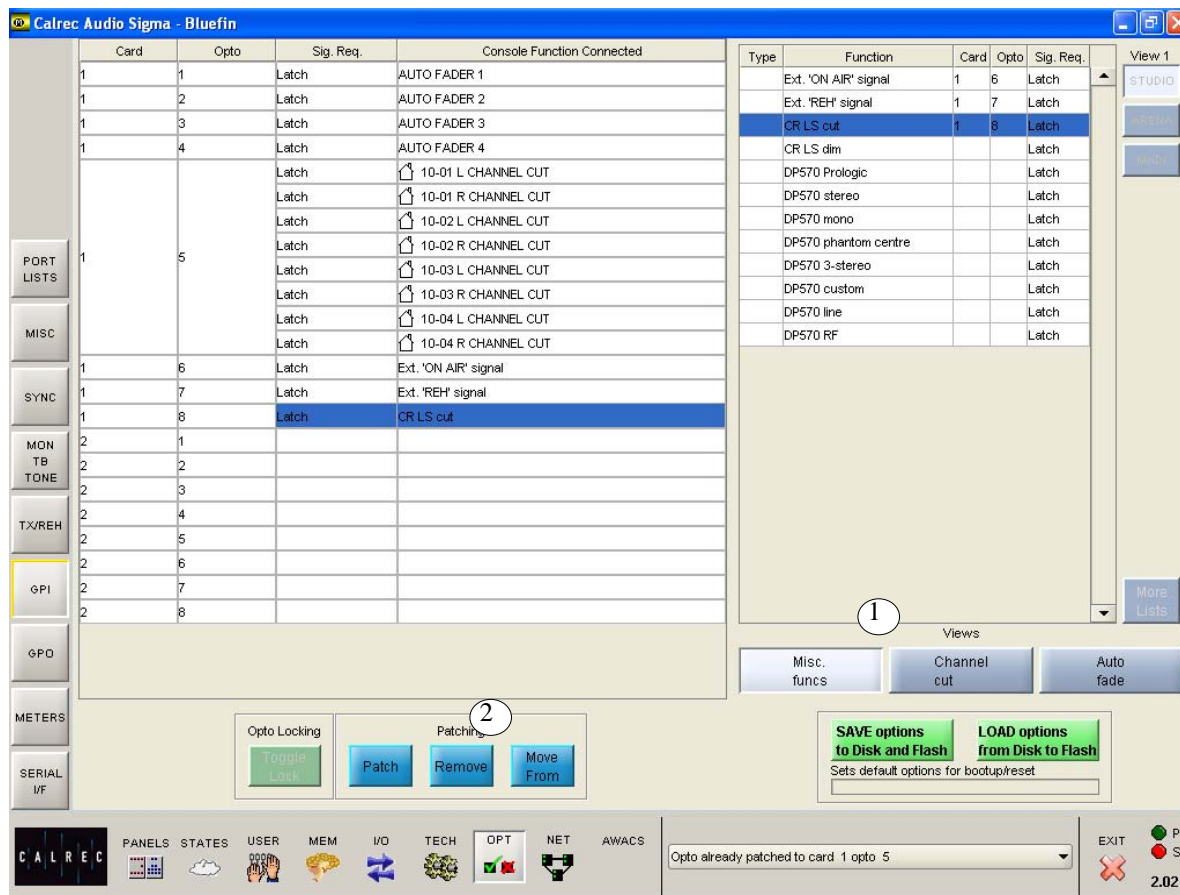 Calrec Audio Sigma - Bluefin
Card Opto Sig. Req. Console Function Connected
1 1 Latch AUTO FADER 1
1 2 Latch AUTO FADER 2
1 3 Latch AUTO FADER 3
1 4 Latch AUTO FADER 4
1 5 Latch 10-01 L CHANNEL CUT
Latch 10-01 R CHANNEL CUT
Latch 10-02 L CHANNEL CUT
Latch 10-02 R CHANNEL CUT
Latch 10-03 L CHANNEL CUT
Latch 10-03 R CHANNEL CUT
Latch 10-04 L CHANNEL CUT
Latch 10-04 R CHANNEL CUT
1 6 Latch Ext. 'ON AIR' signal
1 7 Latch Ext. 'REH' signal
1 8 Latch CR LS cut
2 1
2 2
2 3
2 4
2 5
2 6
2 7
2 8
Type Function Card Opto Sig. Req.
Ext. 'ON AIR' signal 1 6 Latch
Ext. 'REH' signal 1 7 Latch
CR LS cut 1 8 Latch
CR LS dim Latch
DP570 Prologic Latch
DP570 stereo Latch
DP570 mono Latch
DP570 phantom centre Latch
DP570 3-stereo Latch
DP570 custom Latch
DP570 line Latch
DP570 RF Latch
View 1
STUDIO
ARENA
MADI
More
Lists
PORT
LISTS
MISC
SYNC
MON
TB
TONE
TX/REH
GPI
GPO
METERS
SERIAL
I/F
1
Views
Misc.
funcs
Channel
cut
Auto
fade
2
Opto Locking
Toggle
Lock
Patching
Patch
Remove
Move
From
SAVE options
to Disk and Flash
LOAD options
from Disk to Flash
Sets default options for bootup/reset
CALREC
PANELS STATES USER MEM I/O TECH OPT NET AWACS
Opto already patched to card 1 opto 5
EXIT
P
S
2.02